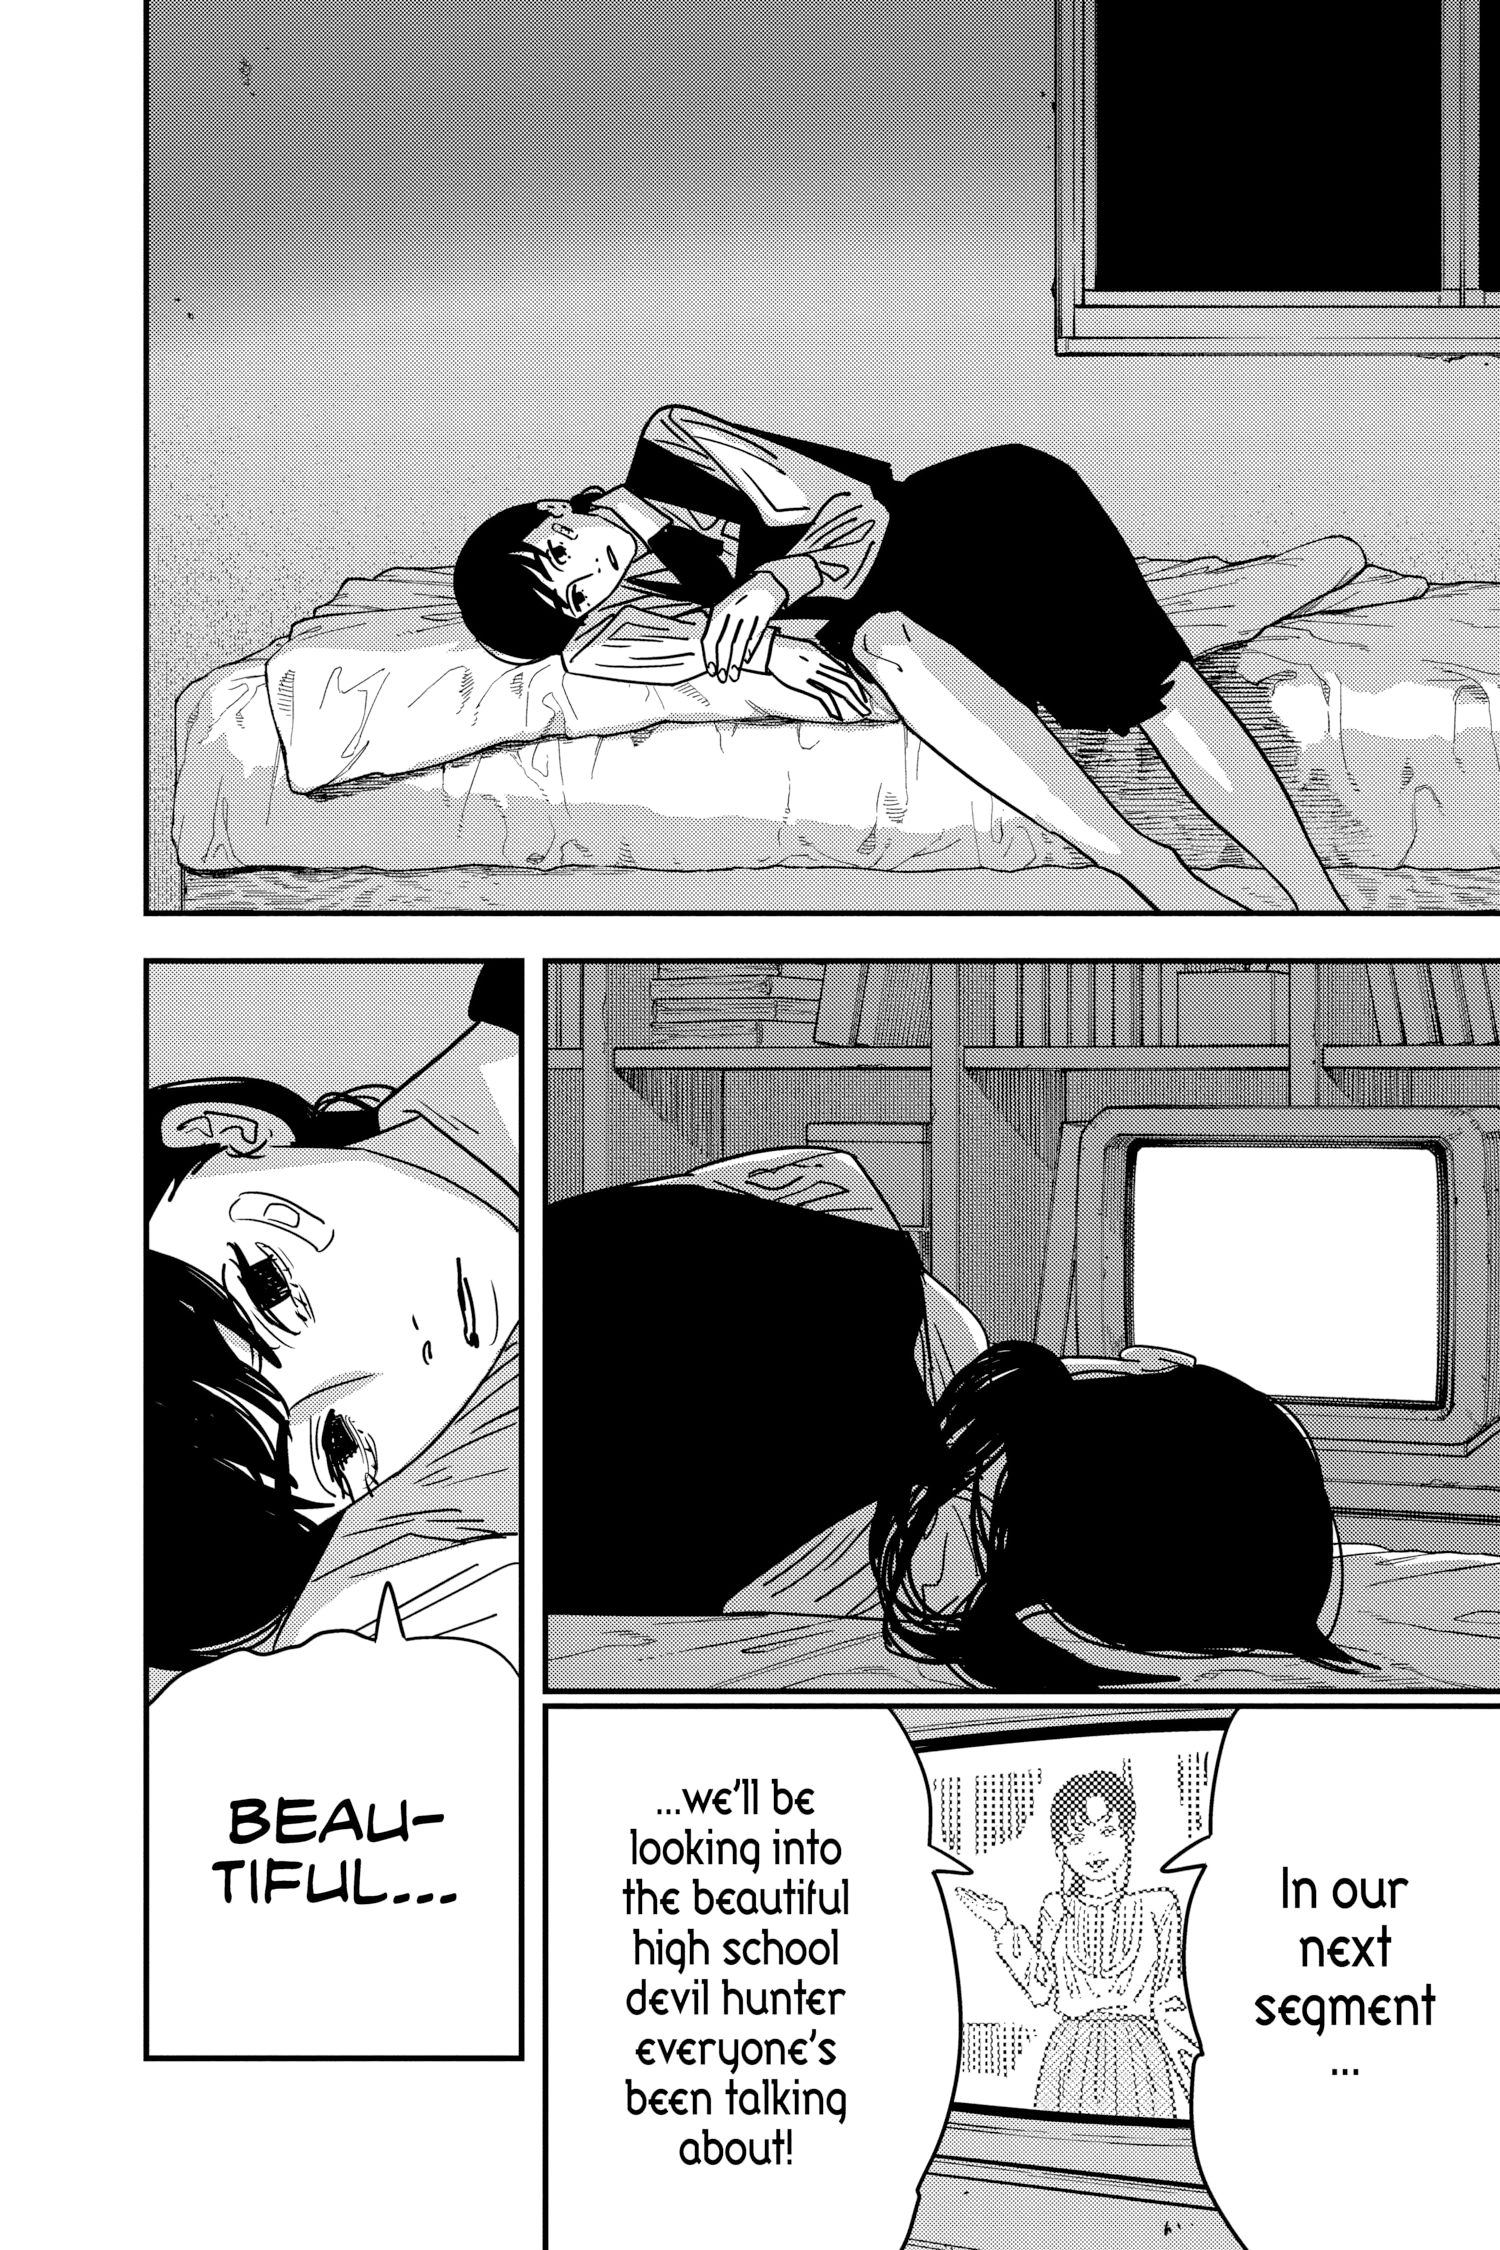 In our
next
segment
...
...we'll be
looking into
the beautiful
high school
devil hunter
everyone's
been talking
about!
BEAU-
TIFUL...